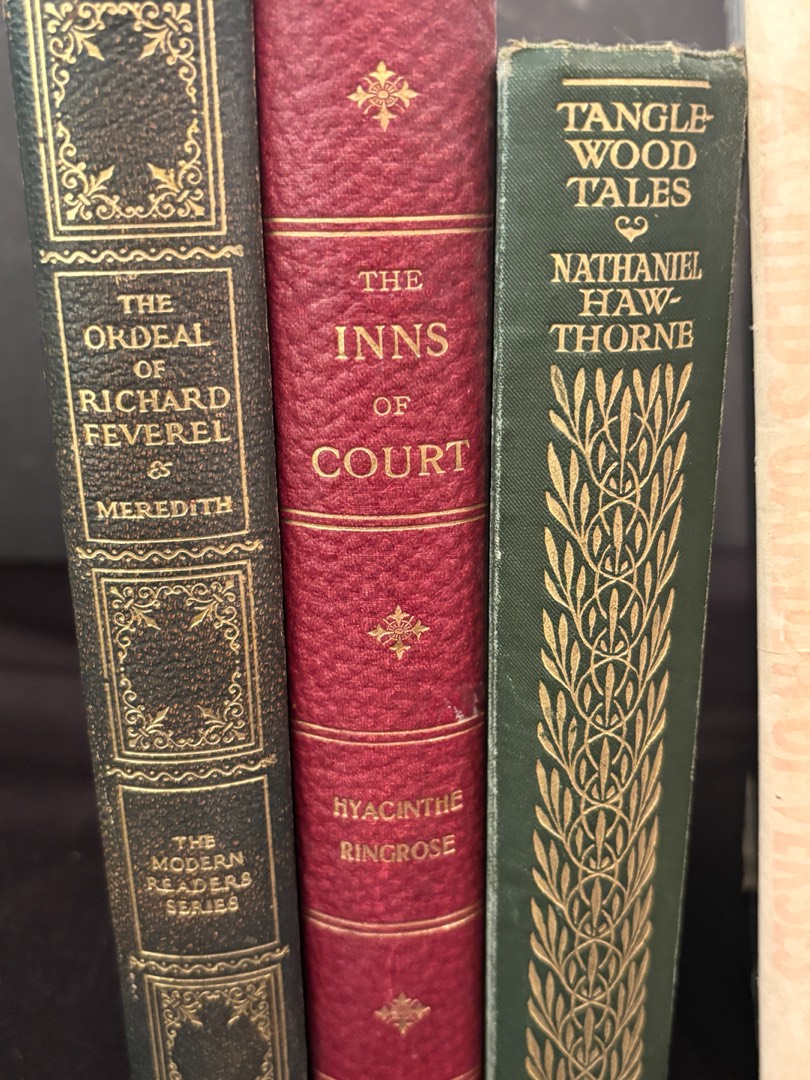 THE
ORDEAL
OF
RICHARD
FEVEREL
&
MEREDITH
THE
MODERN
READERS
SERIES
THE
INNS
OF
COURT
HYACINTHE
RINGROSE
TANGLE-
WOOD
TALES
NATHANIEL
HAW-
THORNE